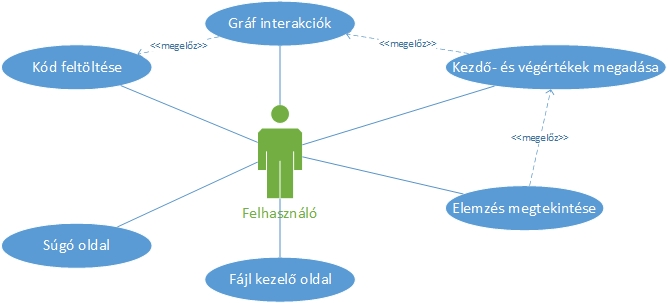 Gráf interakciók
<<megelőz>>
<<megelőz>>
Kód feltöltése
Kezdő- és végértékek megadása
<<megelőz>>
Felhasználó
Elemzés megtekintése
Súgó oldal
Fájl kezelő oldal